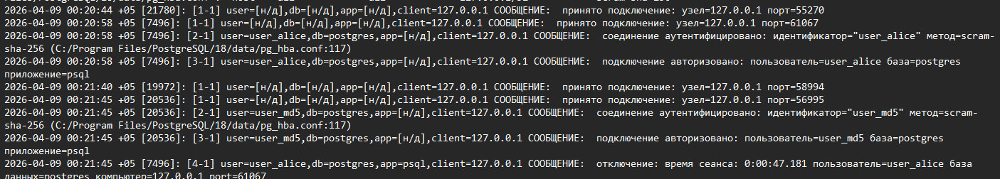 2026-04-09 00:20:44 +05 [21780]: [1-1] user=[н/д],db=[н/д],app=[н/д],client=127.0.0.1 СООБЩЕНИЕ:  принято подключение: узел=127.0.0.1 порт=55270
2026-04-09 00:20:58 +05 [7496]: [1-1] user=[н/д],db=[н/д],app=[н/д],client=127.0.0.1 СООБЩЕНИЕ:  принято подключение: узел=127.0.0.1 порт=61067
2026-04-09 00:20:58 +05 [7496]: [2-1] user=user_alice,db=postgres,app=[н/д],client=127.0.0.1 СООБЩЕНИЕ:  соединение аутентифицировано: идентификатор="user_alice" метод=scram-
sha-256 (C:/Program Files/PostgreSQL/18/data/pg_hba.conf:117)
2026-04-09 00:20:58 +05 [7496]: [3-1] user=user_alice,db=postgres,app=[н/д],client=127.0.0.1 СООБЩЕНИЕ:  подключение авторизовано: пользователь=user_alice база=postgres
приложение=psql
2026-04-09 00:21:40 +05 [19972]: [1-1] user=[н/д],db=[н/д],app=[н/д],client=127.0.0.1 СООБЩЕНИЕ:  принято подключение: узел=127.0.0.1 порт=58994
2026-04-09 00:21:45 +05 [20536]: [1-1] user=[н/д],db=[н/д],app=[н/д],client=127.0.0.1 СООБЩЕНИЕ:  принято подключение: узел=127.0.0.1 порт=56995
2026-04-09 00:21:45 +05 [20536]: [2-1] user=user_md5,db=postgres,app=[н/д],client=127.0.0.1 СООБЩЕНИЕ:  соединение аутентифицировано: идентификатор="user_md5" метод=scram-
sha-256 (C:/Program Files/PostgreSQL/18/data/pg_hba.conf:117)
2026-04-09 00:21:45 +05 [20536]: [3-1] user=user_md5,db=postgres,app=[н/д],client=127.0.0.1 СООБЩЕНИЕ:  подключение авторизовано: пользователь=user_md5 база=postgres
приложение=psql
2026-04-09 00:21:45 +05 [7496]: [4-1] user=user_alice,db=postgres,app=psql,client=127.0.0.1 СООБЩЕНИЕ:  отключение: время сеанса: 0:00:47.181 пользователь=user_alice база
данных=postgres компьютер=127.0.0.1 порт=61067